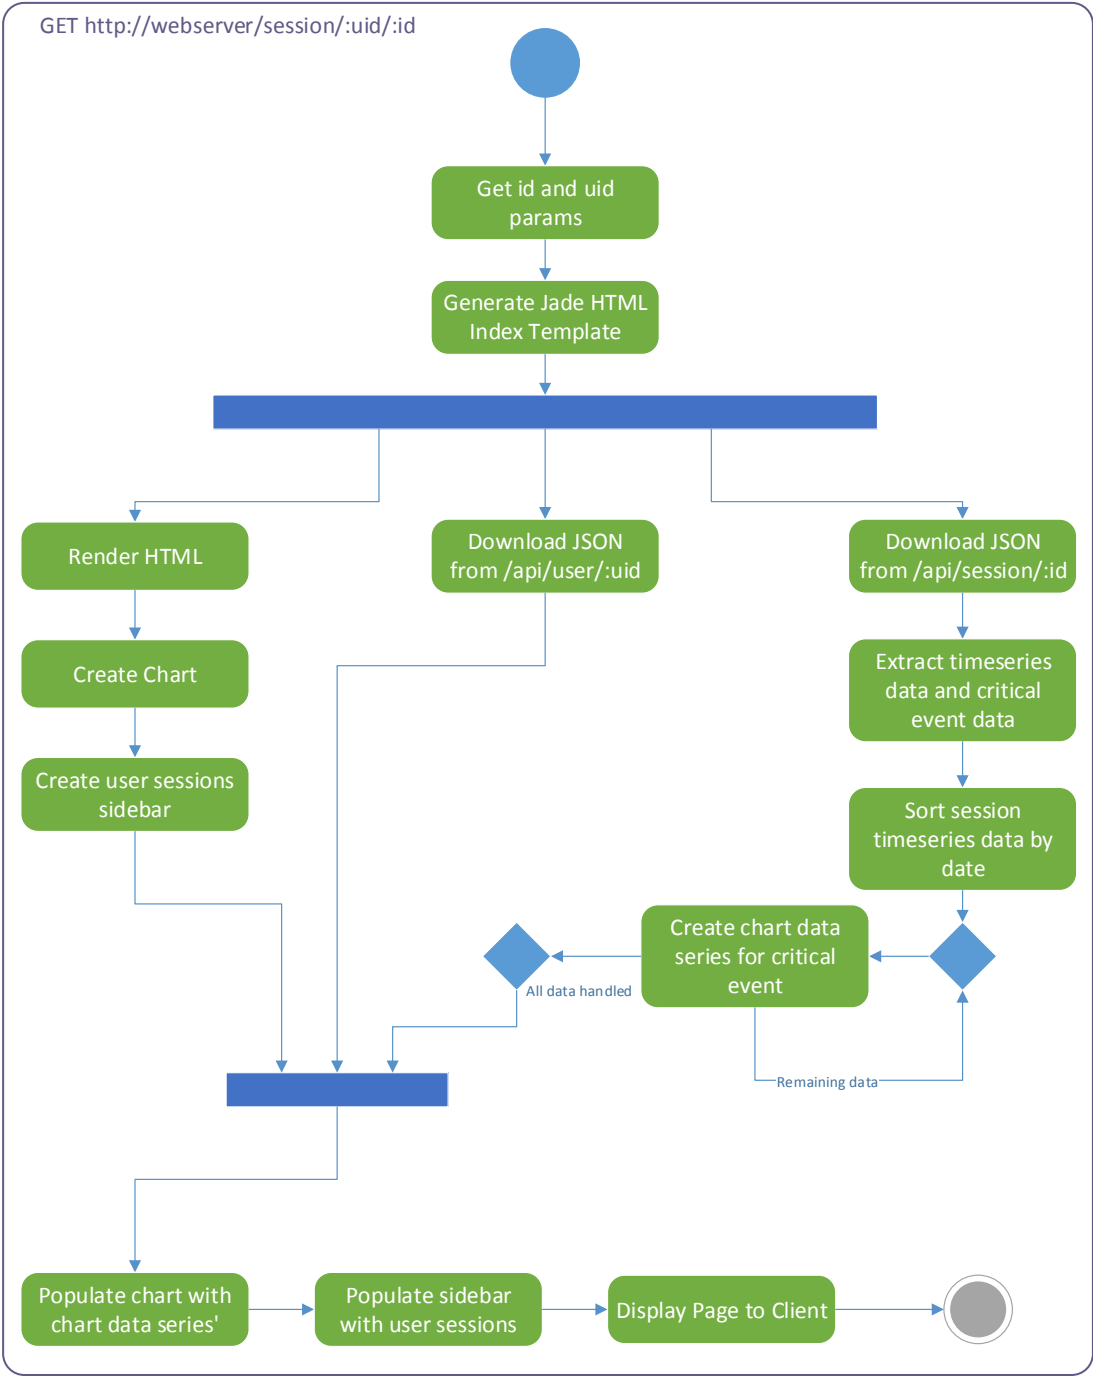 GET http://webserver/session/:uid/:id
Get id and uid
params
Generate Jade HTML
Index Template
Render HTML
Download JSON
from /api/user/:uid
Download JSON
from /api/session/:id
Create Chart
Extract timeseries
data and critical
event data
Create user sessions
sidebar
Sort session
timeseries data by
date
Create chart data
series for critical
event
All data handled
Remaining data
Populate chart with
chart data series'
Populate sidebar
with user sessions
Display Page to Client